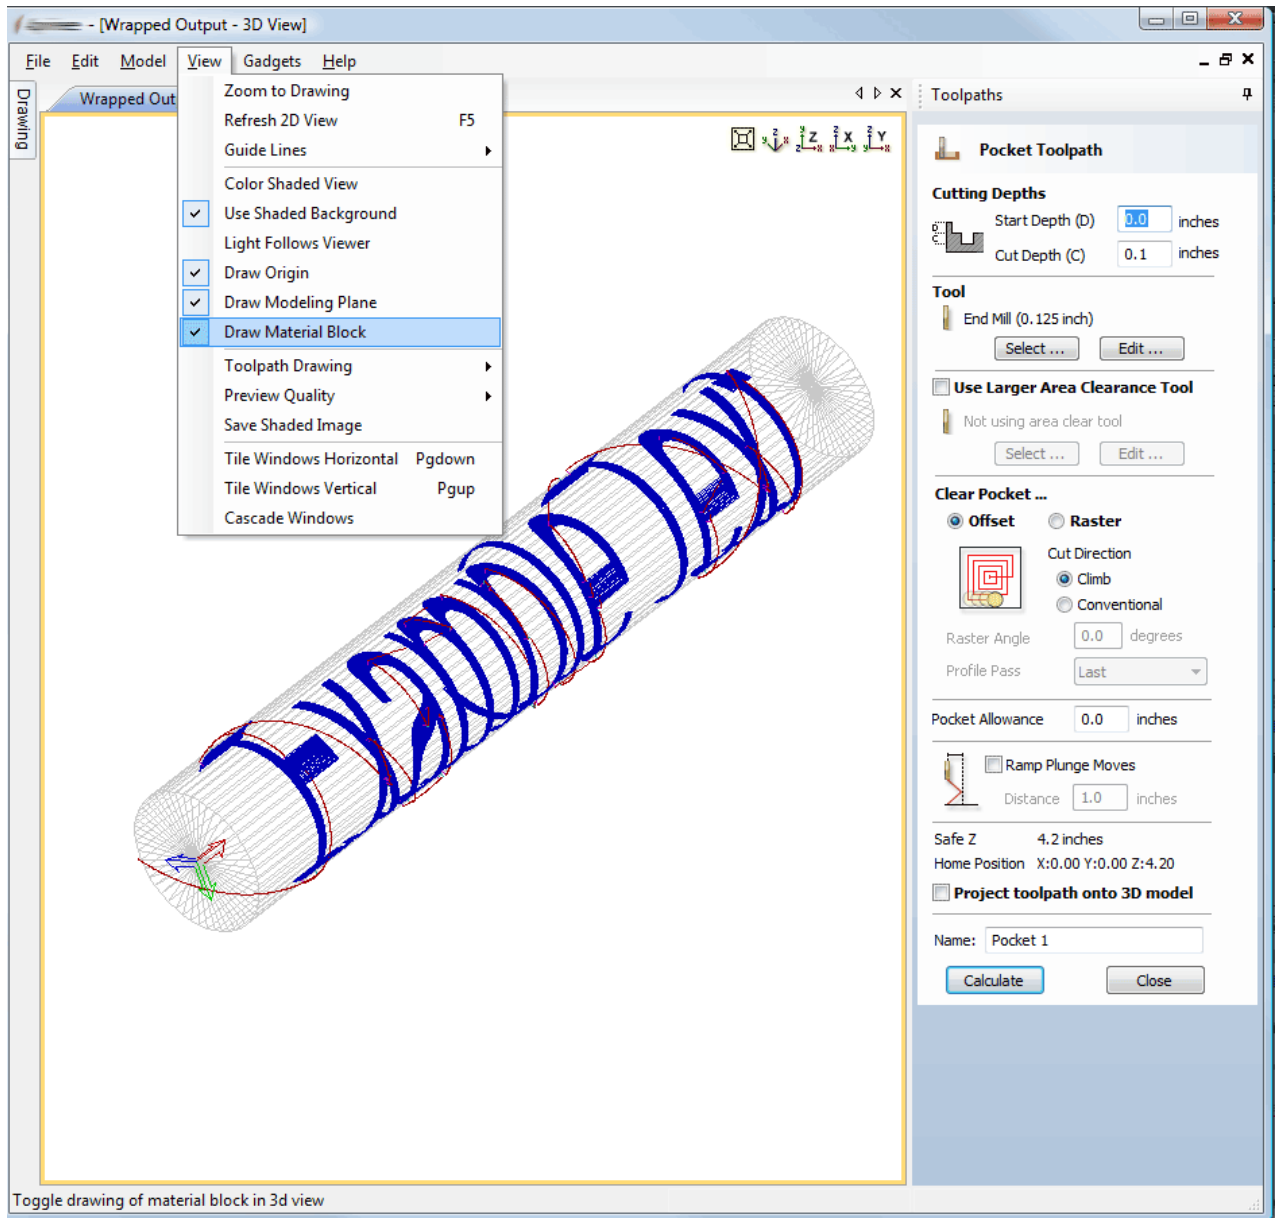 - [Wrapped Output - 3D View]
File Edit Model View Gadgets Help
Drawing
Wrapped Out
Zoom to Drawing
Refresh 2D View F5
Guide Lines
Color Shaded View
Use Shaded Background
Light Follows Viewer
Draw Origin
Draw Modeling Plane
Draw Material Block
Toolpath Drawing
Preview Quality
Save Shaded Image
Tile Windows Horizontal Pgdown
Tile Windows Vertical Pgup
Cascade Windows
Toolpaths
Pocket Toolpath
Cutting Depths
Start Depth (D) 0.0 inches
Cut Depth (C) 0.1 inches
Tool
End Mill (0.125 inch)
Select ... Edit ...
Use Larger Area Clearance Tool
Not using area clear tool
Select ... Edit ...
Clear Pocket ...
Offset Raster
Cut Direction
Climb
Conventional
Raster Angle 0.0 degrees
Profile Pass Last
Pocket Allowance 0.0 inches
Ramp Plunge Moves
Distance 1.0 inches
Safe Z 4.2 inches
Home Position X:0.00 Y:0.00 Z:4.20
Project toolpath onto 3D model
Name: Pocket 1
Calculate Close
Toggle drawing of material block in 3d view